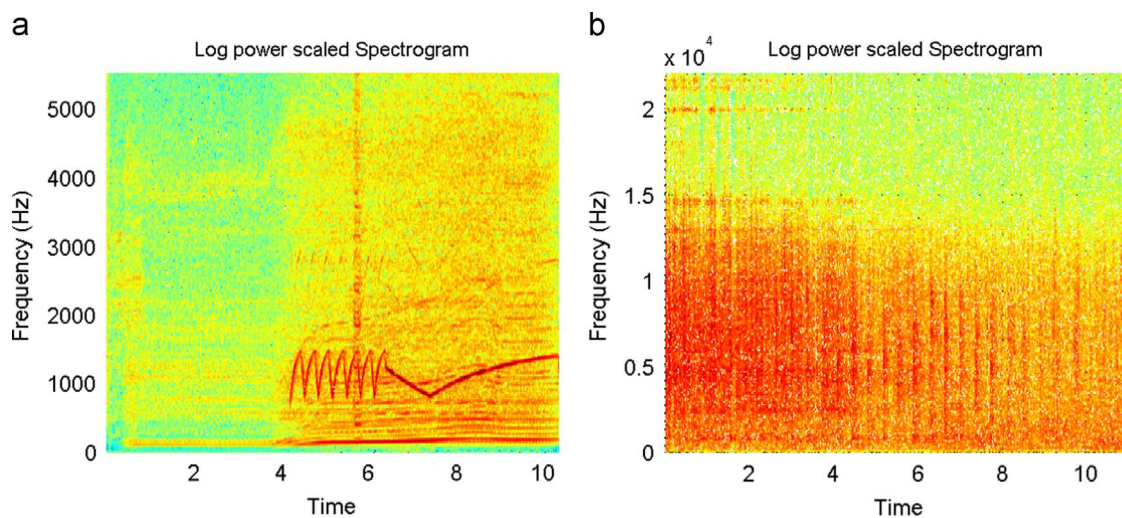 a
Log power scaled Spectrogram
5000
4000
3000
2000
1000
0
Frequency (Hz)
2 4 6 8 10
Time
b
x 10^4
Log power scaled Spectrogram
2
1.5
1
0.5
0
Frequency (Hz)
2 4 6 8 10
Time